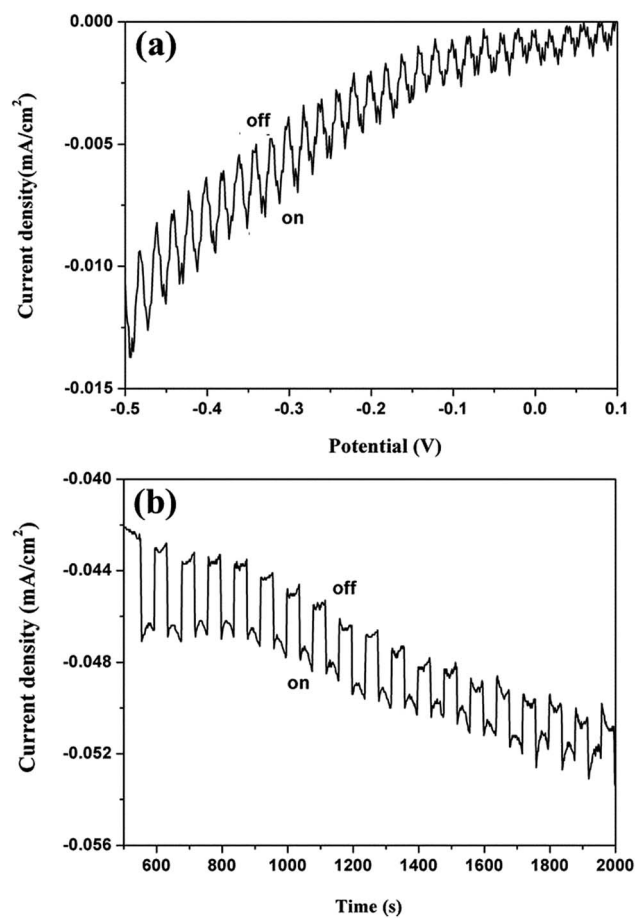 (a)
Current density(mA/cm²)
0.000
-0.005
-0.010
-0.015
off
on
-0.5 -0.4 -0.3 -0.2 -0.1 0.0 0.1
Potential (V)
(b)
Current density (mA/cm²)
-0.040
-0.044
-0.048
-0.052
-0.056
off
on
600 800 1000 1200 1400 1600 1800 2000
Time (s)